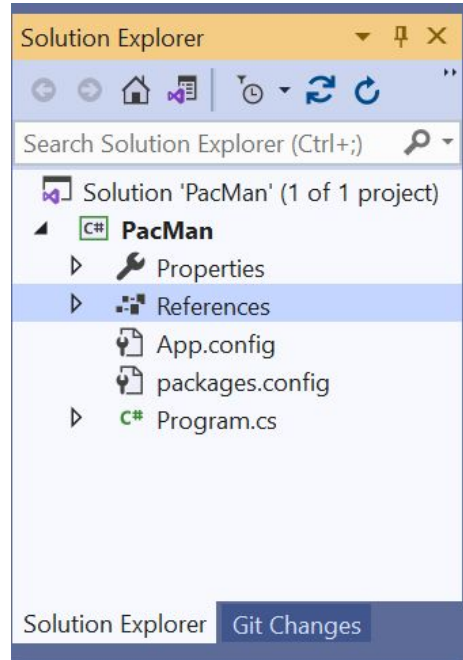 Solution Explorer
Search Solution Explorer (Ctrl+;)
Solution 'PacMan' (1 of 1 project)
C# PacMan
Properties
References
App.config
packages.config
C# Program.cs
Solution Explorer Git Changes